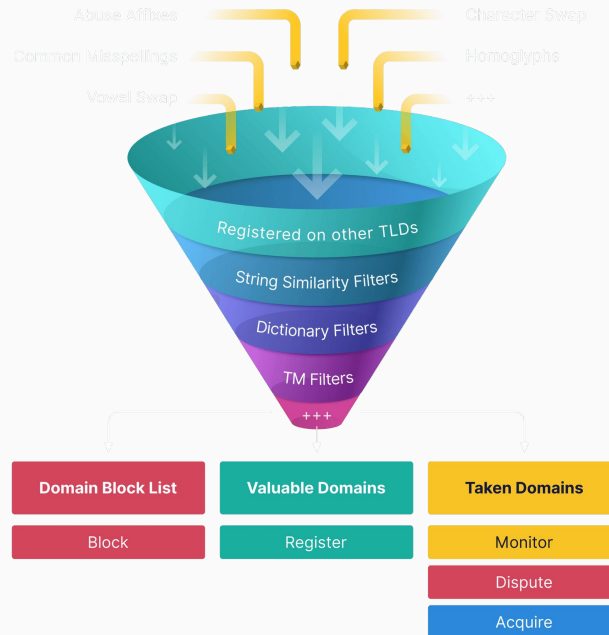 Abuse Affixes
Character Swap
Common Misspellings
Homoglyphs
Vowel Swap
+++
Registered on other TLDs
String Similarity Filters
Dictionary Filters
TM Filters
+++
Domain Block List
Valuable Domains
Taken Domains
Block
Register
Monitor
Dispute
Acquire